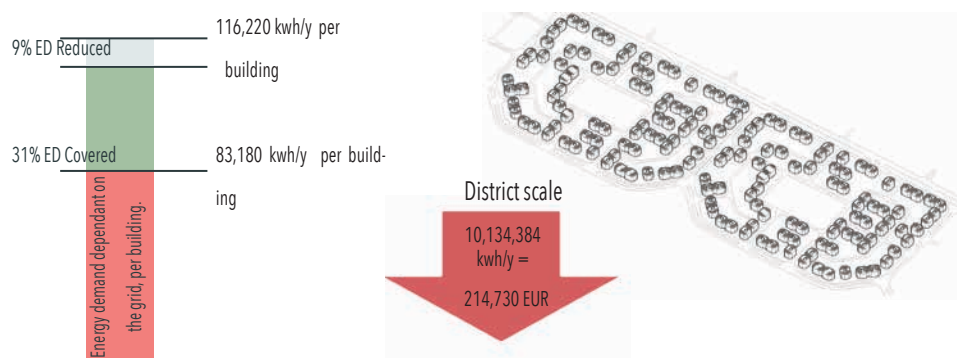 116,220 kwh/y per
building
9% ED Reduced
31% ED Covered
83,180 kwh/y per build-
ing
Energy demand dependant on
the grid, per building.
District scale
10,134,384
kwh/y =
214,730 EUR